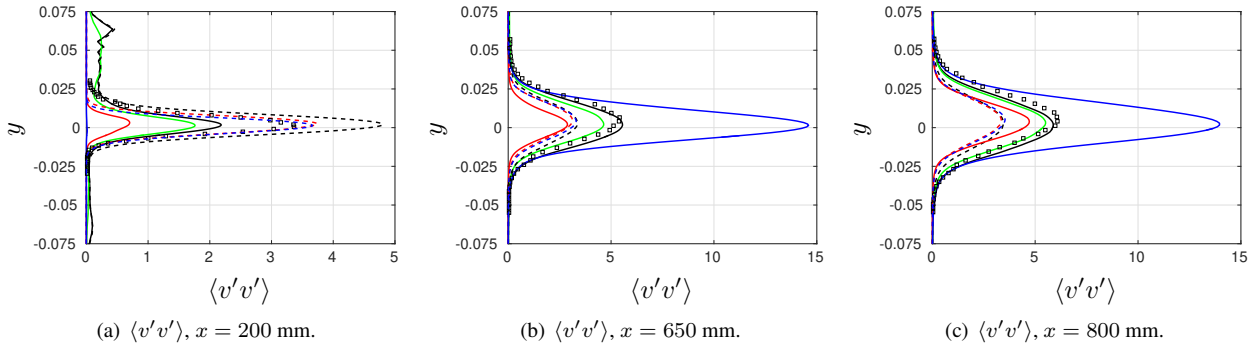 0.075
0.05
0.025
0
-0.025
-0.05
-0.075
y
0 1 2 3 4 5
⟨v′v′⟩
(a) ⟨v′v′⟩, x = 200 mm.
0.075
0.05
0.025
0
-0.025
-0.05
-0.075
y
0 5 10 15
⟨v′v′⟩
(b) ⟨v′v′⟩, x = 650 mm.
0.075
0.05
0.025
0
-0.025
-0.05
-0.075
y
0 5 10 15
⟨v′v′⟩
(c) ⟨v′v′⟩, x = 800 mm.